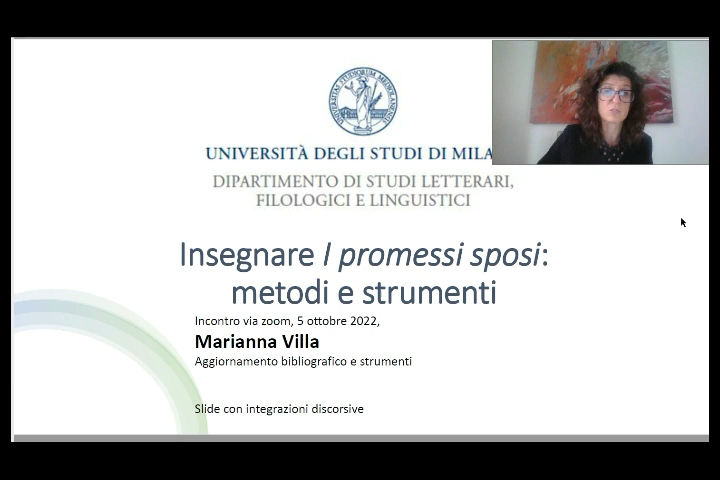 UNIVERSITÀ DEGLI STUDI DI MILA
DIPARTIMENTO DI STUDI LETTERARI,
FILOLOGICI E LINGUISTICI
Insegnare I promessi sposi:
metodi e strumenti
Incontro via zoom, 5 ottobre 2022,
Marianna Villa
Aggiornamento bibliografico e strumenti
Slide con integrazioni discorsive